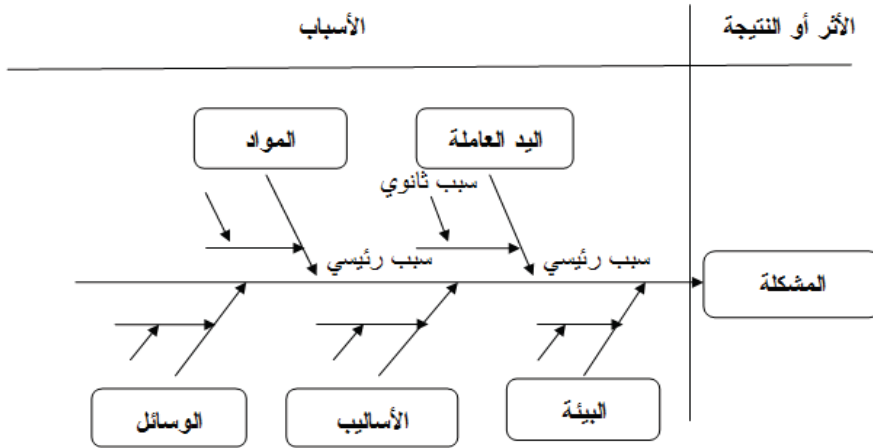 الأثر أو النتيجة
الأسباب
اليد العاملة
المواد
سبب ثانوي
سبب رئيسي
سبب رئيسي
المشكلة
البيئة
الأساليب
الوسائل